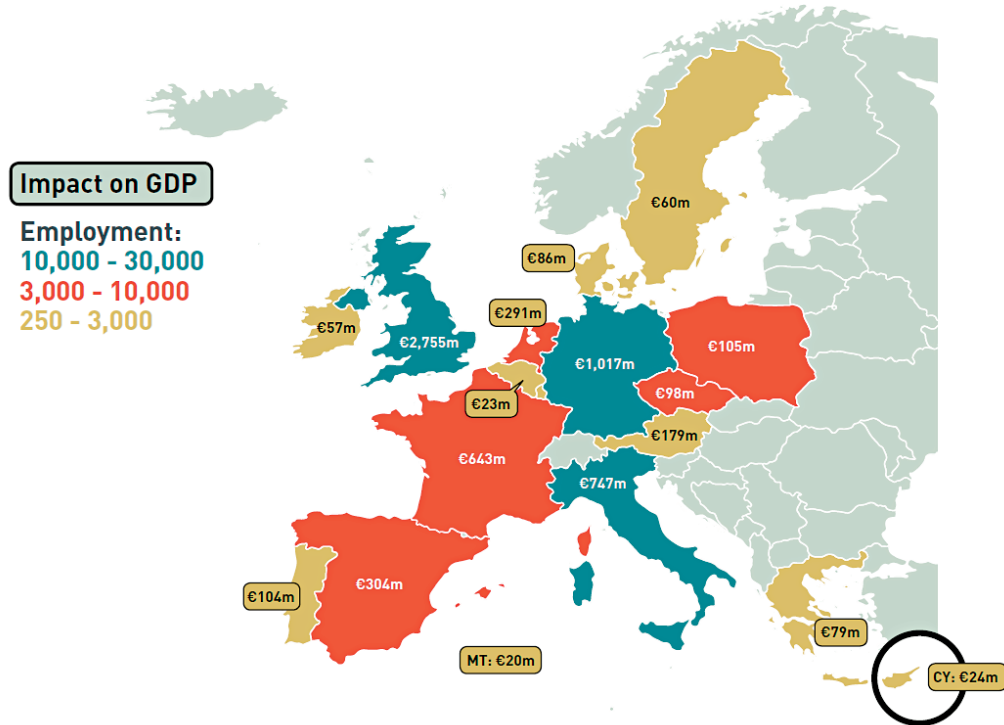 Impact on GDP
Employment:
10,000 - 30,000
3,000 - 10,000
250 - 3,000
€60m
€86m
€291m
€57m
€2,755m
€1,017m
€105m
€98m
€23m
€179m
€643m
€747m
€304m
€104m
€79m
MT: €20m
CY: €24m